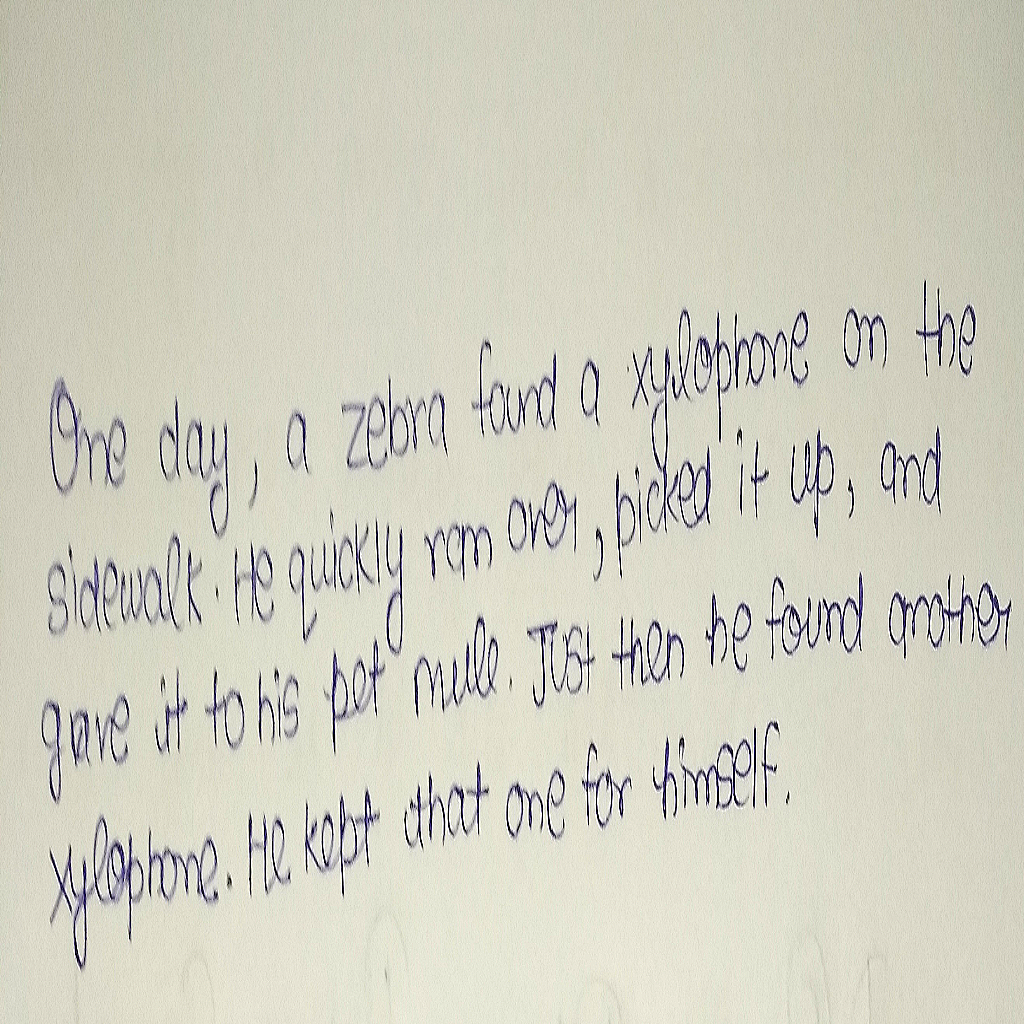 One day, a zebra found a xylophone on the
sidewalk. He quickly ran over, picked it up, and
gave it to his pet mule. Just then he found another
xylophone. He kept that one for himself.